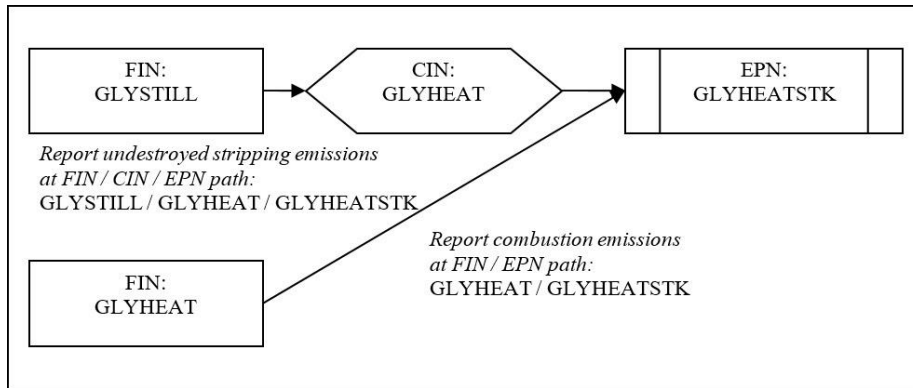 FIN:
GLYSTILL
CIN:
GLYHEAT
EPN:
GLYHEATSTK
Report undestroyed stripping emissions
at FIN / CIN / EPN path:
GLYSTILL / GLYHEAT / GLYHEATSTK
Report combustion emissions
at FIN / EPN path:
GLYHEAT / GLYHEATSTK
FIN:
GLYHEAT